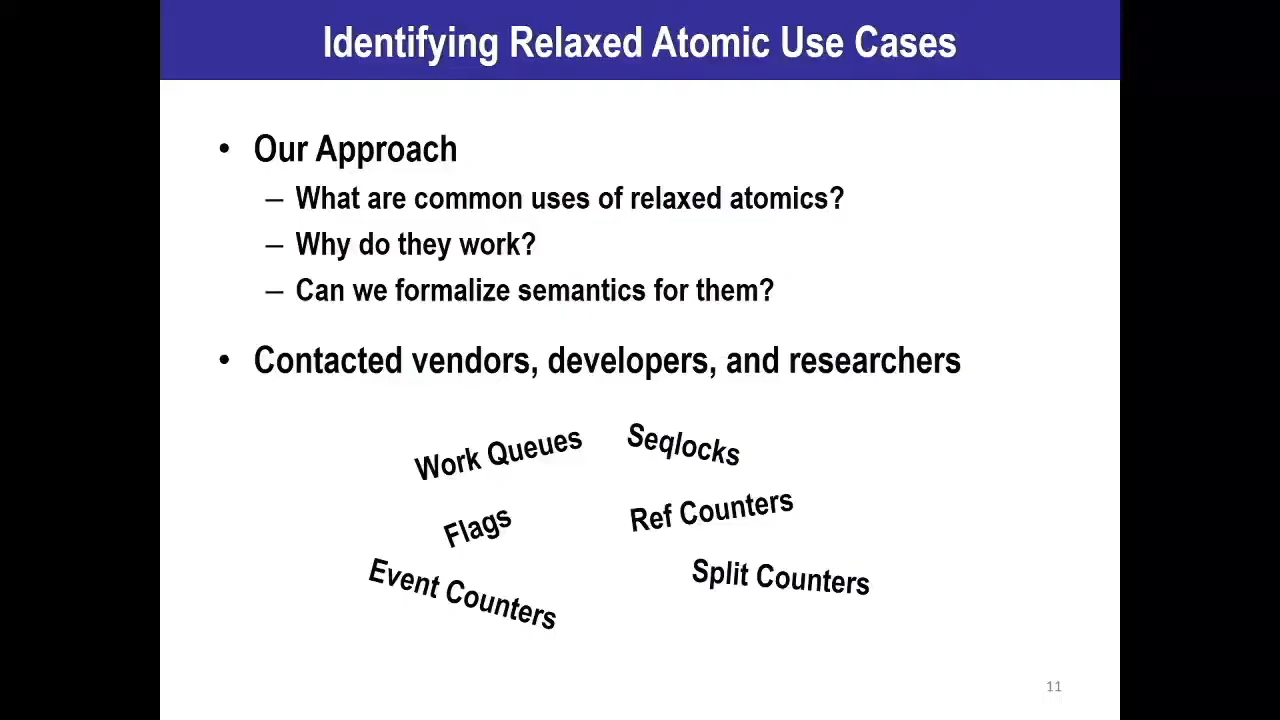 Identifying Relaxed Atomic Use Cases
• Our Approach
– What are common uses of relaxed atomics?
– Why do they work?
– Can we formalize semantics for them?
• Contacted vendors, developers, and researchers
Work Queues
Seqlocks
Flags
Ref Counters
Event Counters
Split Counters
11